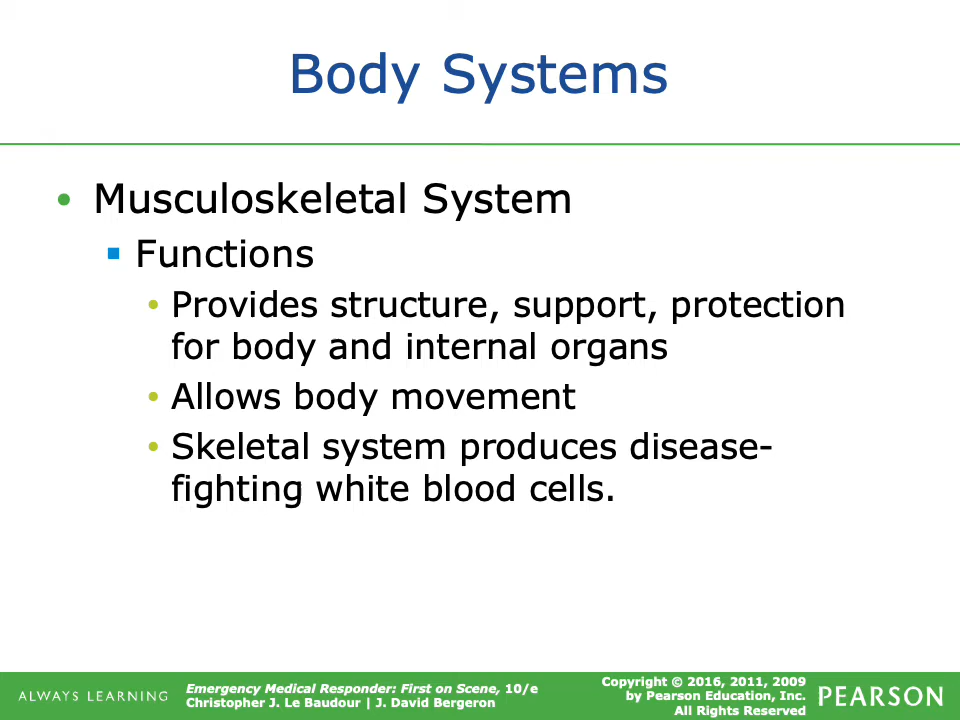 Body Systems
• Musculoskeletal System
▪ Functions
• Provides structure, support, protection
for body and internal organs
• Allows body movement
• Skeletal system produces disease-
fighting white blood cells.
ALWAYS LEARNING
Emergency Medical Responder: First on Scene, 10/e
Christopher J. Le Baudour | J. David Bergeron
Copyright © 2016, 2011, 2009
by Pearson Education, Inc.
All Rights Reserved
PEARSON